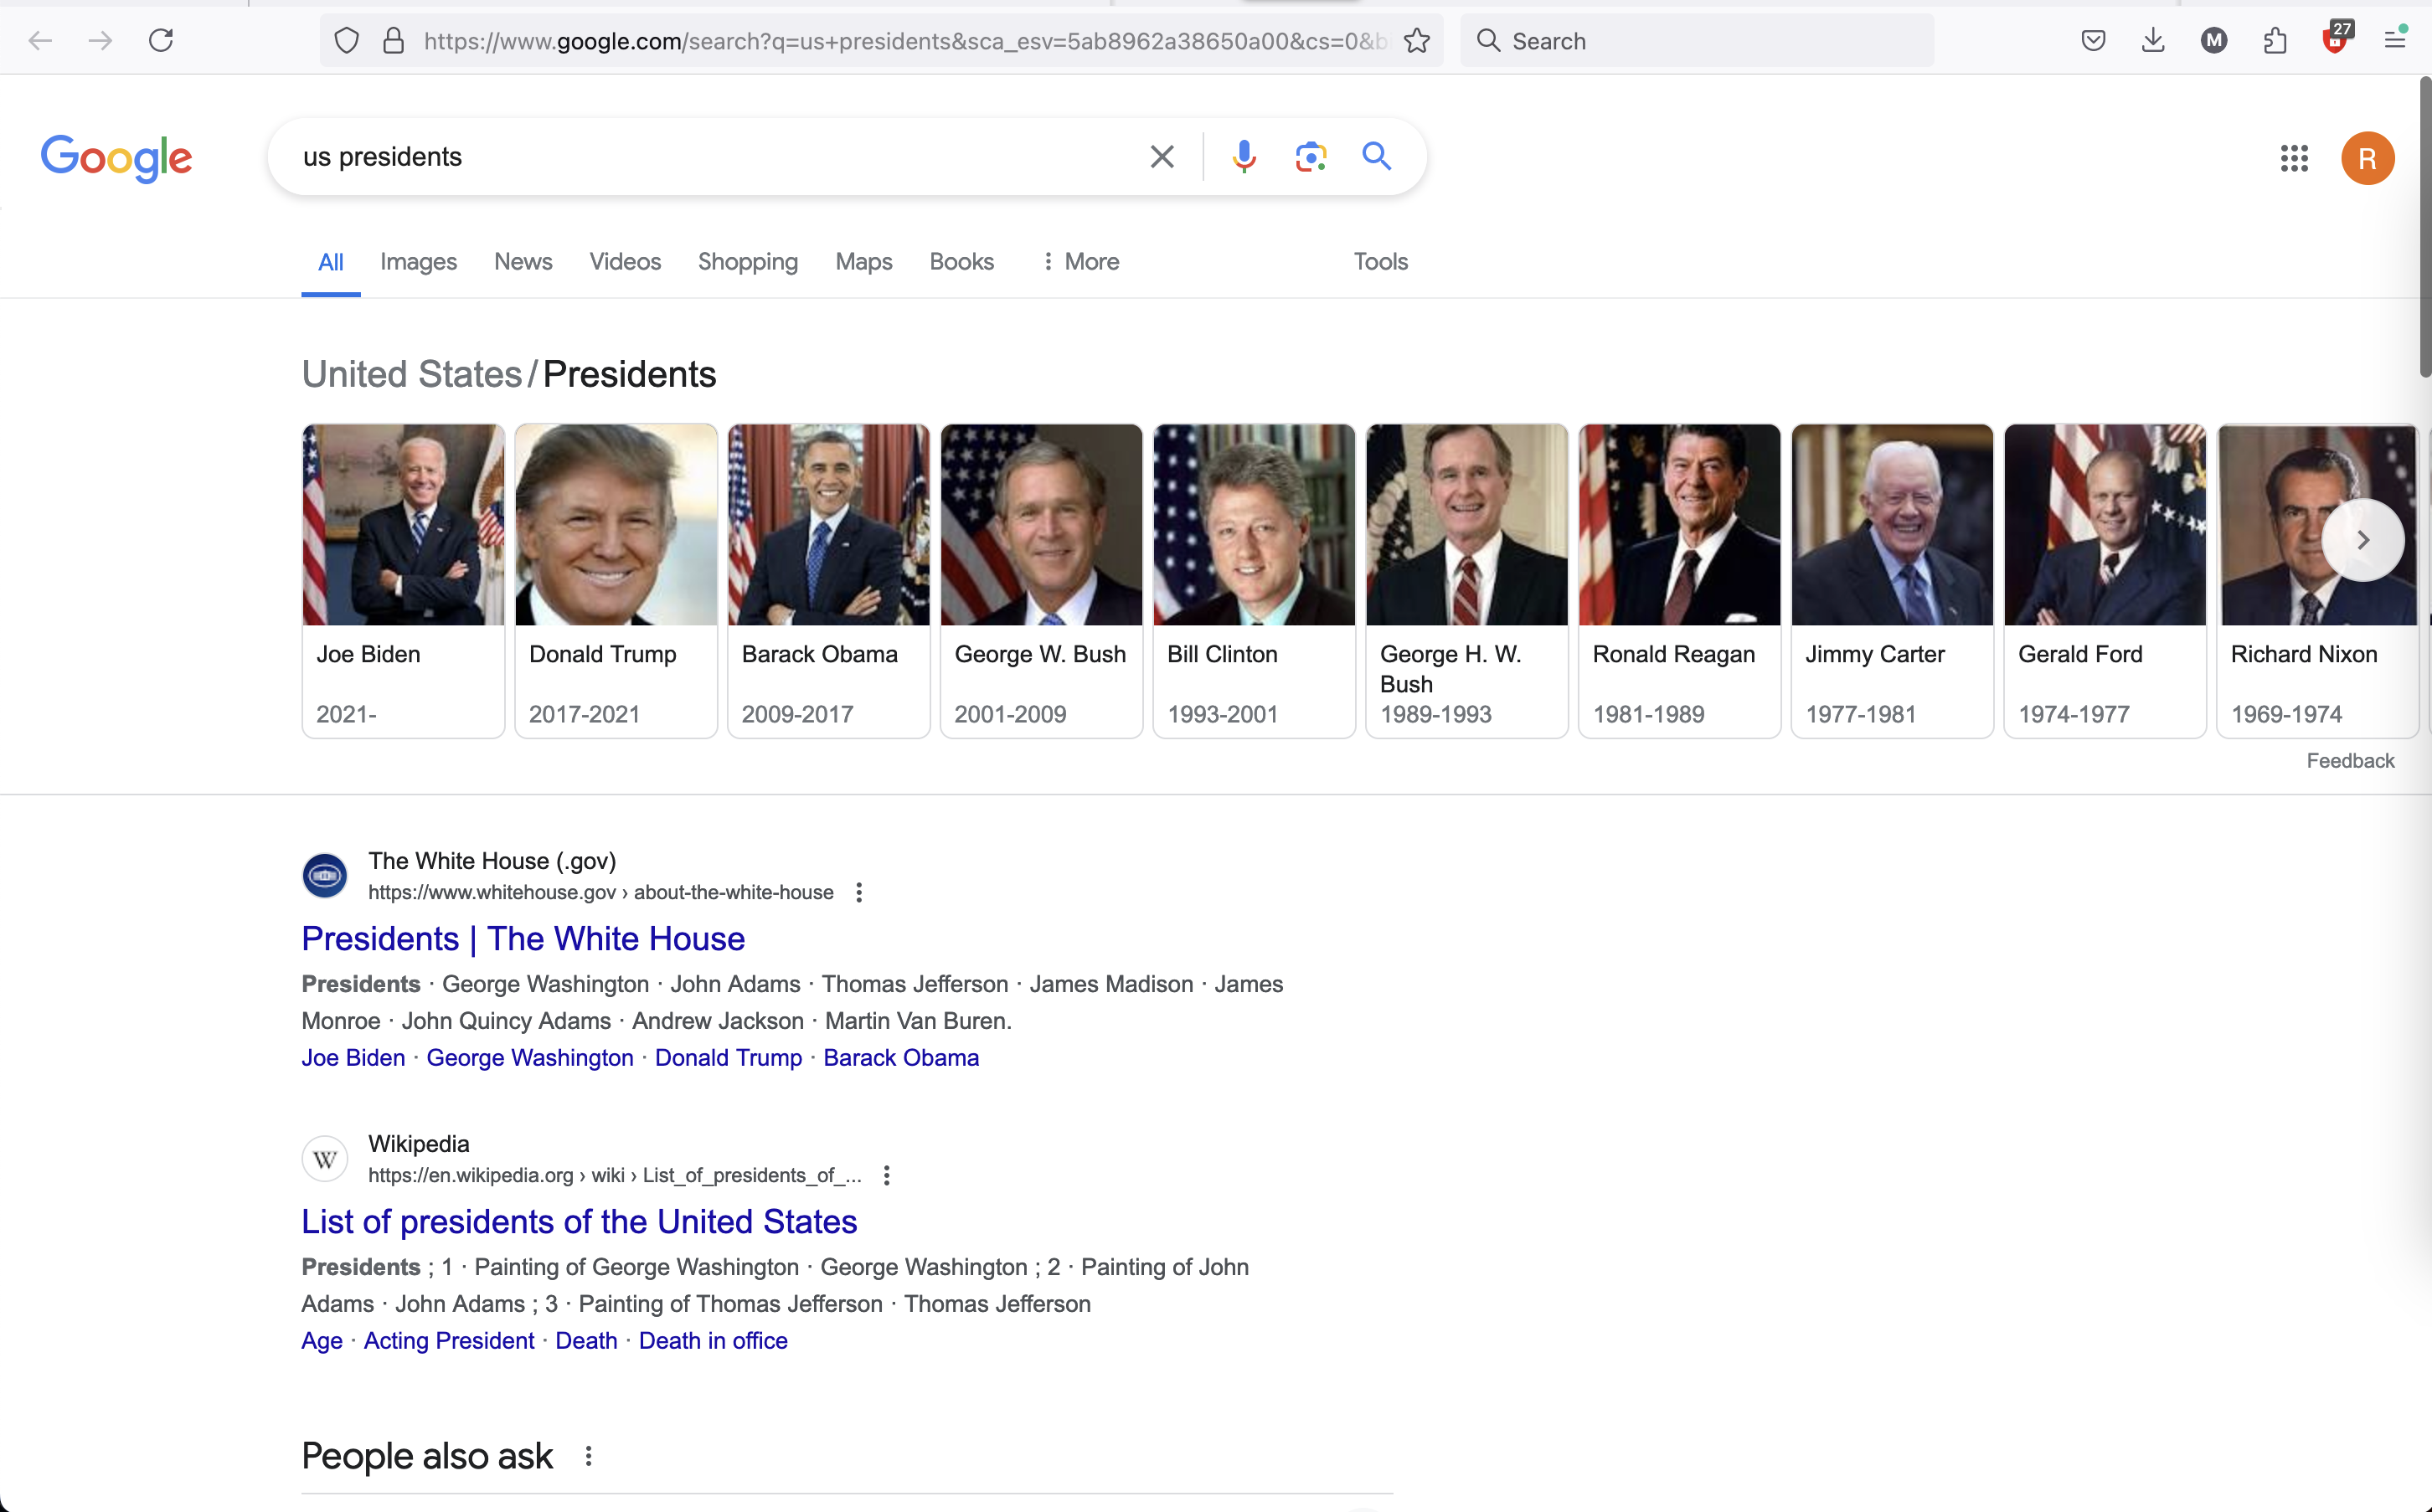 https://www.google.com/search?q=us+presidents&sca_esv=5ab8962a38650a00&cs=0&b
Search
M
27
Google
us presidents
R
All
Images
News
Videos
Shopping
Maps
Books
More
Tools
United States/Presidents
Joe Biden
2021-
Donald Trump
2017-2021
Barack Obama
2009-2017
George W. Bush
2001-2009
Bill Clinton
1993-2001
George H. W.
Bush
1989-1993
Ronald Reagan
1981-1989
Jimmy Carter
1977-1981
Gerald Ford
1974-1977
Richard Nixon
1969-1974
Feedback
The White House (.gov)
https://www.whitehouse.gov › about-the-white-house
Presidents | The White House
Presidents · George Washington · John Adams · Thomas Jefferson · James Madison · James
Monroe · John Quincy Adams · Andrew Jackson · Martin Van Buren.
Joe Biden · George Washington · Donald Trump · Barack Obama
W
Wikipedia
https://en.wikipedia.org › wiki › List_of_presidents_of_...
List of presidents of the United States
Presidents ; 1 · Painting of George Washington · George Washington ; 2 · Painting of John
Adams · John Adams ; 3 · Painting of Thomas Jefferson · Thomas Jefferson
Age · Acting President · Death · Death in office
People also ask